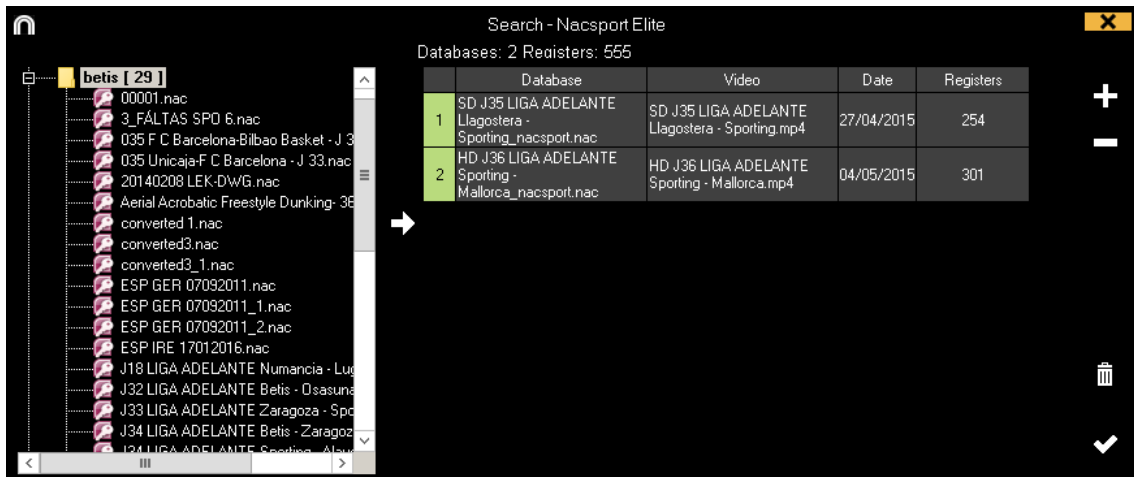 Search - Nacsport Elite
Databases: 2 Registers: 555
betis [ 29 ]
00001.nac
3_FÁLTAS SPO 6.nac
035 F C Barcelona-Bilbao Basket - J 3
035 Unicaja-F C Barcelona - J 33.nac
20140208 LEK-DWG.nac
Aerial Acrobatic Freestyle Dunking- 3E
converted 1.nac
converted3.nac
converted3_1.nac
ESP GER 07092011.nac
ESP GER 07092011_1.nac
ESP GER 07092011_2.nac
ESP IRE 17012016.nac
J18 LIGA ADELANTE Numancia - Lug
J32 LIGA ADELANTE Betis - Osasuna
J33 LIGA ADELANTE Zaragoza - Spo
J34 LIGA ADELANTE Betis - Zaragoz
J34 LIGA ADELANTE Sporting - Alav
Database Video Date Registers
SD J35 LIGA ADELANTE
Llagostera -
Sporting_nacsport.nac
1
SD J35 LIGA ADELANTE
Llagostera - Sporting.mp4
27/04/2015
254
HD J36 LIGA ADELANTE
Sporting -
Mallorca_nacsport.nac
2
HD J36 LIGA ADELANTE
Sporting - Mallorca.mp4
04/05/2015
301